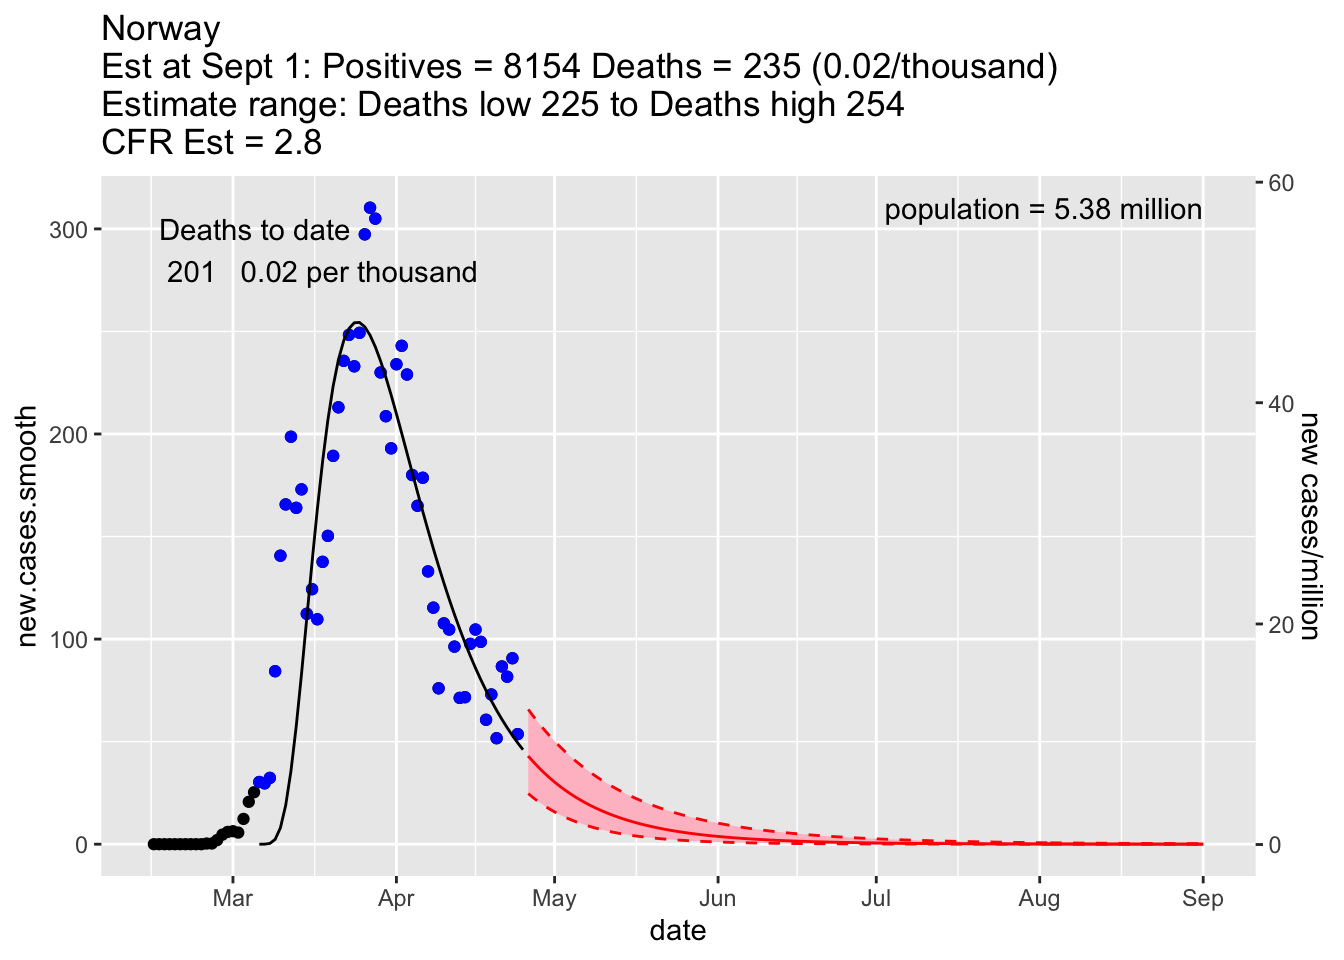 Norway
Est at Sept 1: Positives = 8154 Deaths = 235 (0.02/thousand)
Estimate range: Deaths low 225 to Deaths high 254
CFR Est = 2.8
Deaths to date
201 0.02 per thousand
population = 5.38 million
new.cases.smooth
300
200
100
0
60
40
20
0
new cases/million
Mar Apr May Jun Jul Aug Sep
date